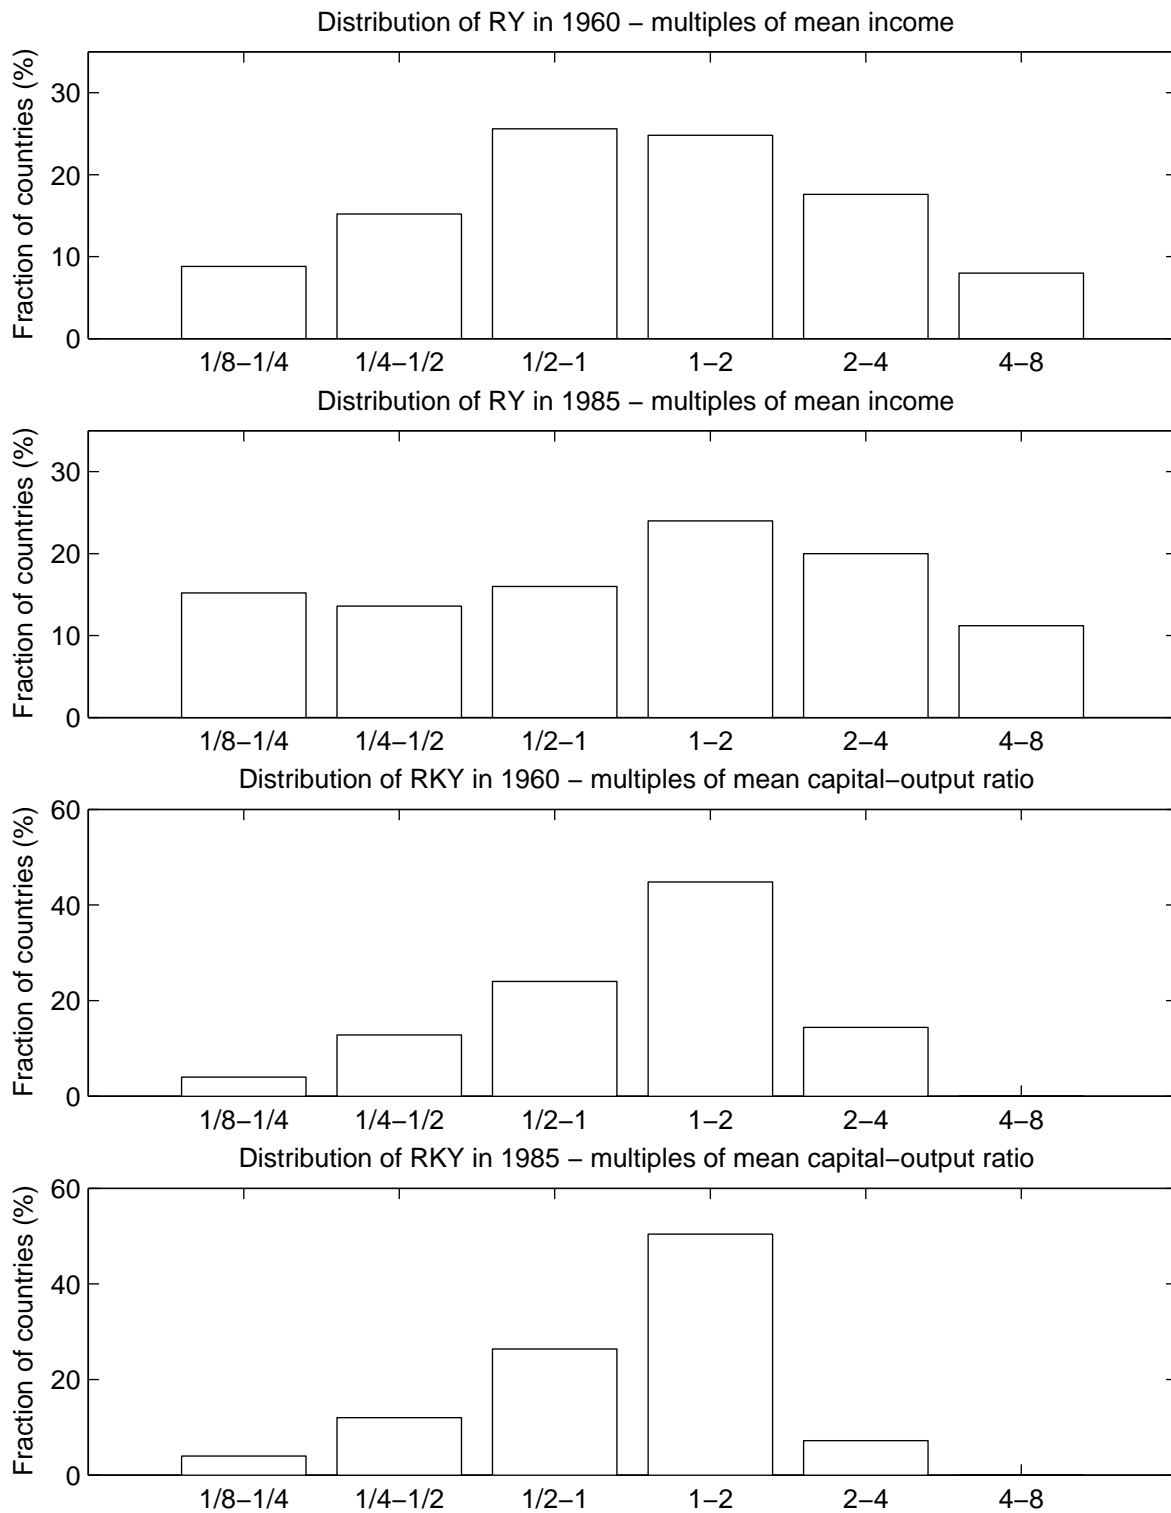 Distribution of RY in 1960 – multiples of mean income
Fraction of countries (%)
30
20
10
0
1/8–1/4 1/4–1/2 1/2–1 1–2 2–4 4–8
Distribution of RY in 1985 – multiples of mean income
Fraction of countries (%)
30
20
10
0
1/8–1/4 1/4–1/2 1/2–1 1–2 2–4 4–8
Distribution of RKY in 1960 – multiples of mean capital–output ratio
Fraction of countries (%)
60
40
20
0
1/8–1/4 1/4–1/2 1/2–1 1–2 2–4 4–8
Distribution of RKY in 1985 – multiples of mean capital–output ratio
Fraction of countries (%)
60
40
20
0
1/8–1/4 1/4–1/2 1/2–1 1–2 2–4 4–8